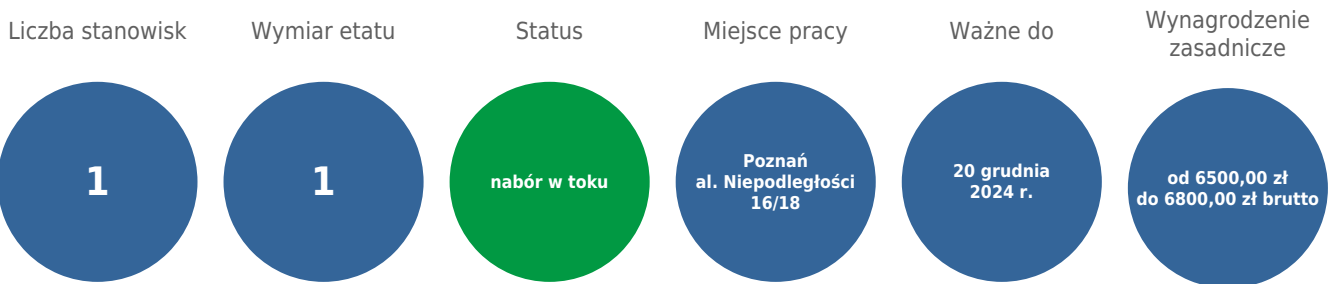 Liczba stanowisk
Wymiar etatu
Status
Miejsce pracy
Ważne do
Wynagrodzenie
zasadnicze
1
1
nabór w toku
Poznań
al. Niepodległości
16/18
20 grudnia
2024 r.
od 6500,00 zł
do 6800,00 zł brutto